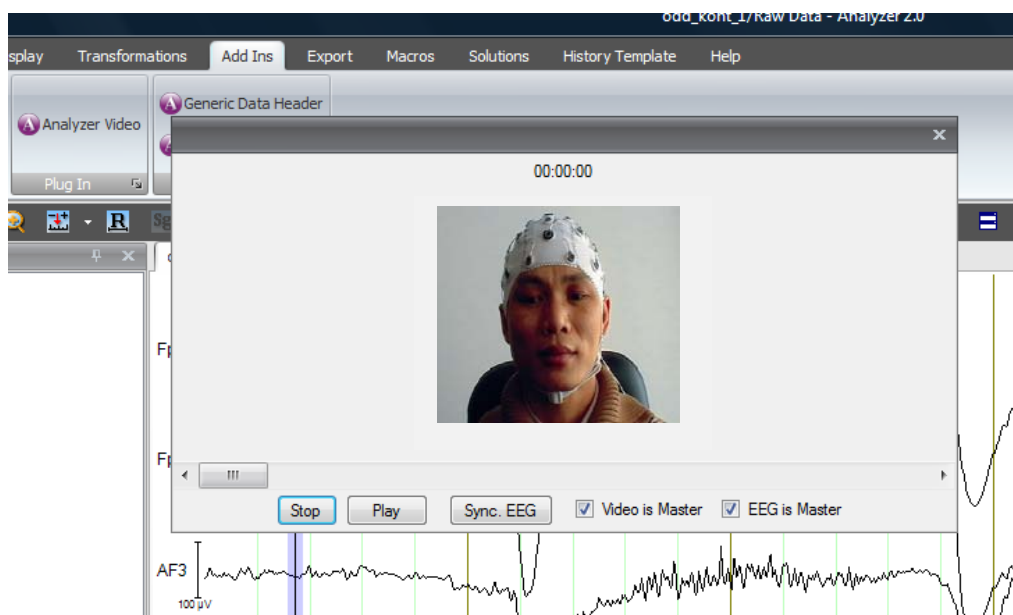 odd_kont_1/Raw Data - Analyzer 2.0
splay Transformations Add Ins Export Macros Solutions History Template Help
Analyzer Video
Generic Data Header
Plug In
00:00:00
R
Fp
Fp
Stop Play Sync. EEG Video is Master EEG is Master
AF3
100 µV